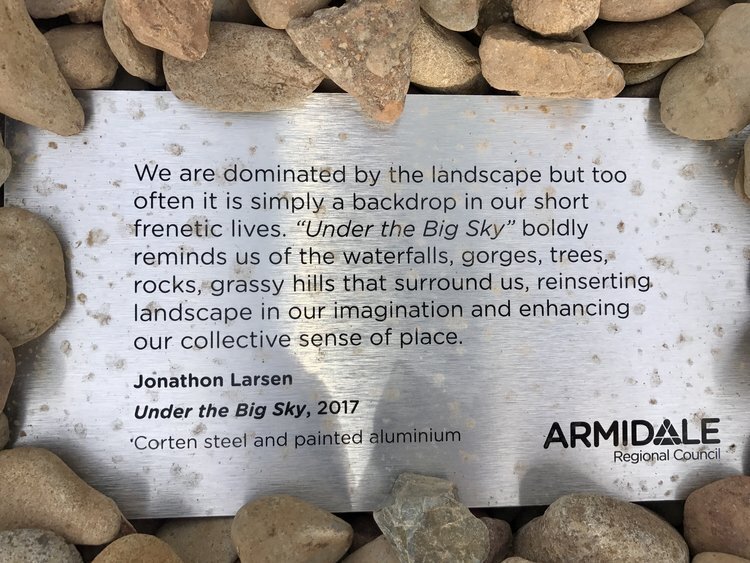 We are dominated by the landscape but too
often it is simply a backdrop in our short
frenetic lives. “Under the Big Sky” boldly
reminds us of the waterfalls, gorges, trees,
rocks, grassy hills that surround us, reinserting
landscape in our imagination and enhancing
our collective sense of place.
Jonathon Larsen
Under the Big Sky, 2017
Corten steel and painted aluminium
ARMIDALE
Regional Council